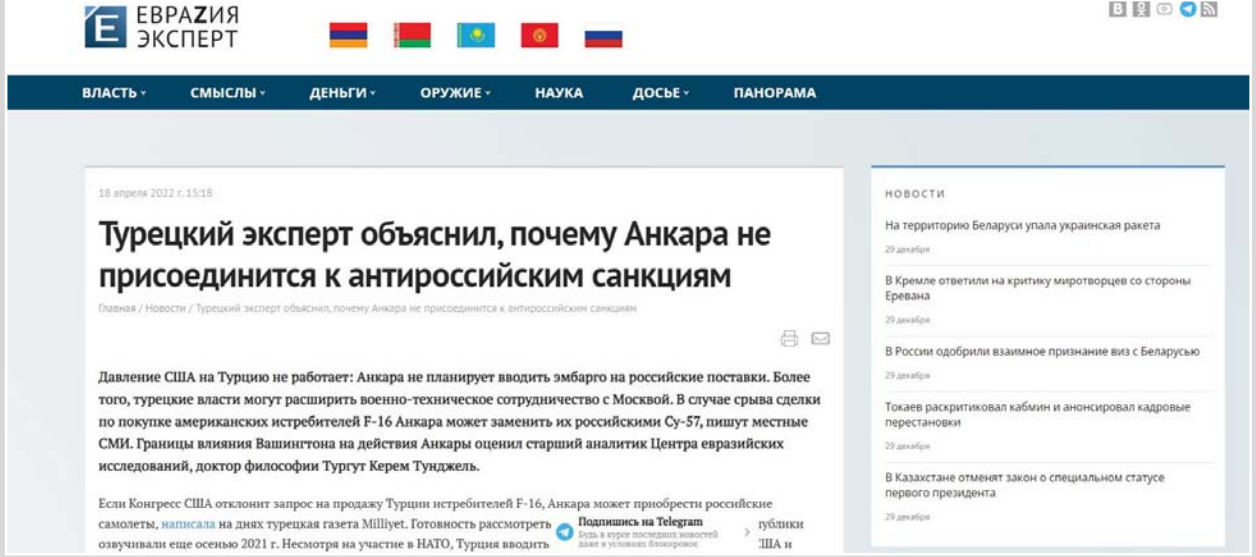 ЕВРАZИЯ
ЭКСПЕРТ
ВЛАСТЬ СМЫСЛЫ ДЕНЬГИ ОРУЖИЕ НАУКА ДОСЬЕ ПАНОРАМА
18 апреля 2022 г. 15:18
Турецкий эксперт объяснил, почему Анкара не
присоединится к антироссийским санкциям
Главная / Новости / Турецкий эксперт объяснил, почему Анкара не присоединится к антироссийским санкциям
Давление США на Турцию не работает: Анкара не планирует вводить эмбарго на российские поставки. Более
того, турецкие власти могут расширить военно-техническое сотрудничество с Москвой. В случае срыва сделки
по покупке американских истребителей F-16 Анкара может заменить их российскими Су-57, пишут местные
СМИ. Границы влияния Вашингтона на действия Анкары оценил старший аналитик Центра евразийских
исследований, доктор философии Тургут Керем Тунджель.
Если Конгресс США отклонит запрос на продажу Турции истребителей F-16, Анкара может приобрести российские
самолеты, написала на днях турецкая газета Milliyet. Готовность рассмотреть
озвучивали еще осенью 2021 г. Несмотря на участие в НАТО, Турция вводить
Подпишись на Telegram
Будь в курсе последних новостей
даже в условиях блокировок
ублики
США и
НОВОСТИ
На территорию Беларуси упала украинская ракета
29 декабря
В Кремле ответили на критику миротворцев со стороны
Еревана
29 декабря
В России одобрили взаимное признание виз с Беларусью
29 декабря
Токаев раскритиковал кабмин и анонсировал кадровые
перестановки
29 декабря
В Казахстане отменят закон о специальном статусе
первого президента
29 декабря